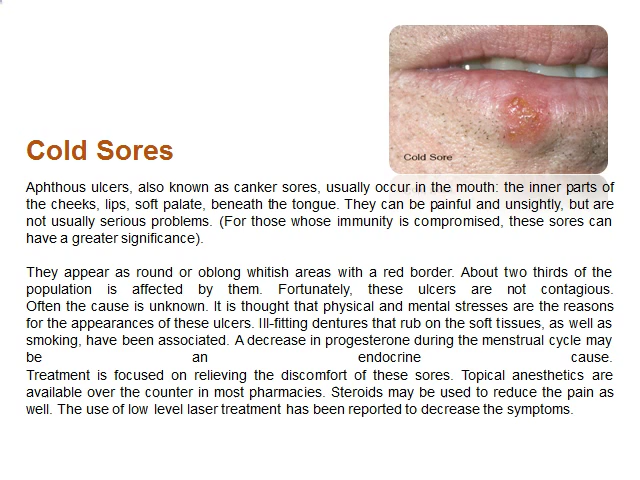 Cold Sore
Cold Sores
Aphthous ulcers, also known as canker sores, usually occur in the mouth: the inner parts of
the cheeks, lips, soft palate, beneath the tongue. They can be painful and unsightly, but are
not usually serious problems. (For those whose immunity is compromised, these sores can
have a greater significance).
They appear as round or oblong whitish areas with a red border. About two thirds of the
population is affected by them. Fortunately, these ulcers are not contagious.
Often the cause is unknown. It is thought that physical and mental stresses are the reasons
for the appearances of these ulcers. Ill-fitting dentures that rub on the soft tissues, as well as
smoking, have been associated. A decrease in progesterone during the menstrual cycle may
be an endocrine cause.
Treatment is focused on relieving the discomfort of these sores. Topical anesthetics are
available over the counter in most pharmacies. Steroids may be used to reduce the pain as
well. The use of low level laser treatment has been reported to decrease the symptoms.